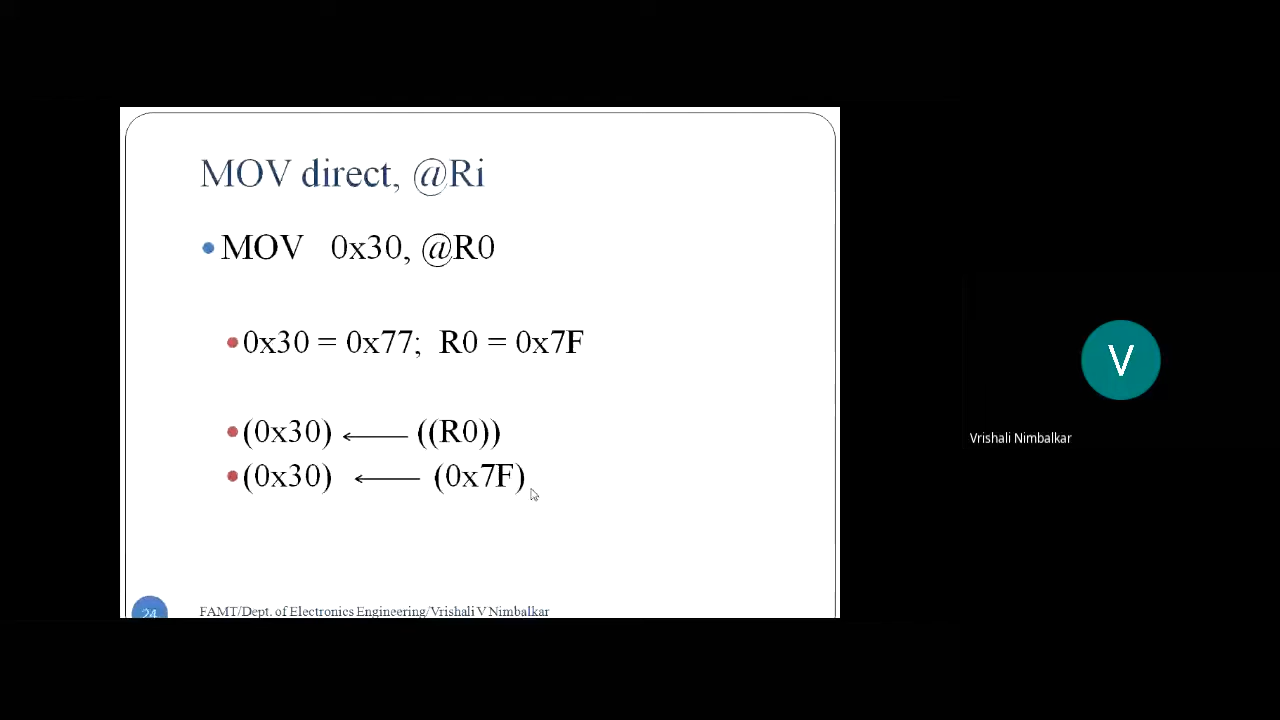 MOV direct, @Ri
MOV 0x30, @R0
0x30 = 0x77; R0 = 0x7F
(0x30) ← ((R0))
(0x30) ← (0x7F)
24
FAMT/Dept. of Electronics Engineering/Vrishali V Nimbalkar
V
Vrishali Nimbalkar